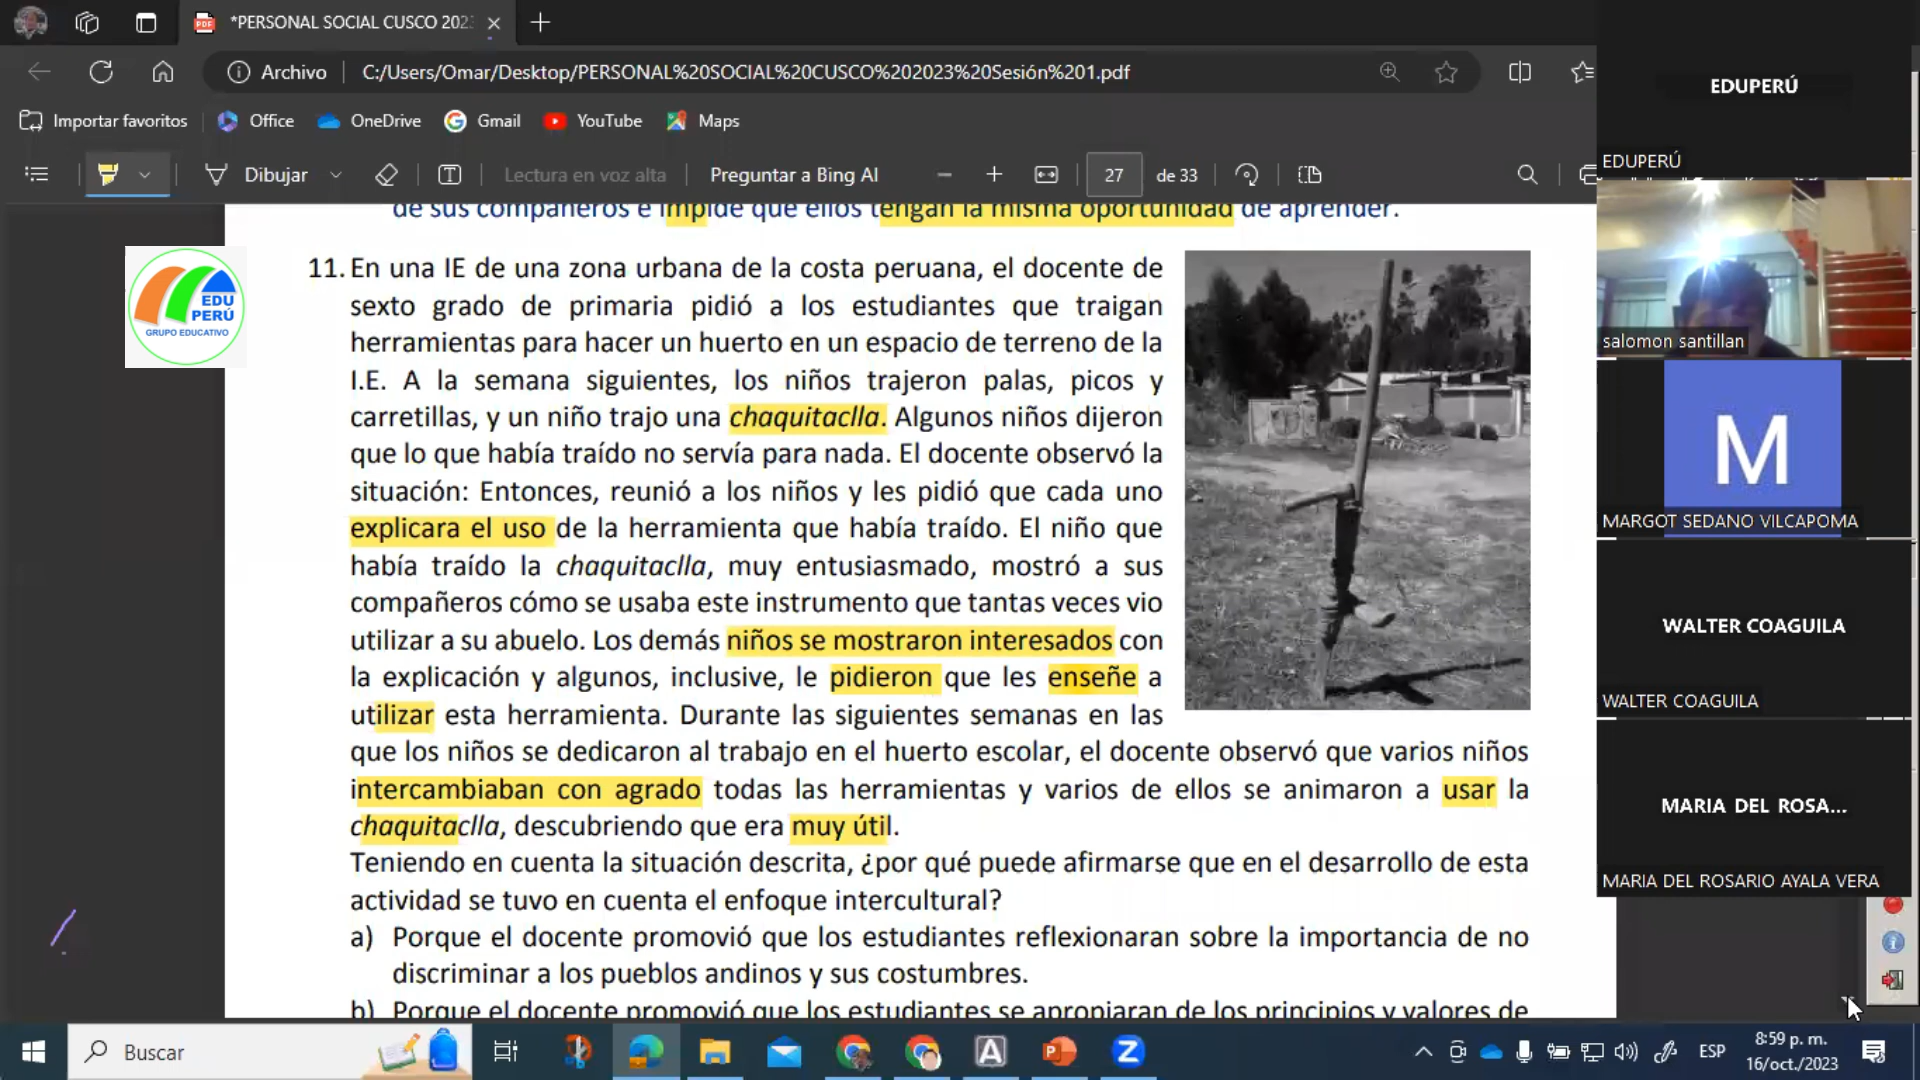 *PERSONAL SOCIAL CUSCO 202
Archivo
C:/Users/Omar/Desktop/PERSONAL%20SOCIAL%20CUSCO%202023%20Sesión%201.pdf
Importar favoritos
Office
OneDrive
Gmail
YouTube
Maps
Dibujar
Lectura en voz alta
Preguntar a Bing AI
27
de 33
EDUPERÚ
EDUPERÚ
salomon santillan
M
MARGOT SEDANO VILCAPOMA
WALTER COAGUILA
WALTER COAGUILA
MARIA DEL ROSA...
MARIA DEL ROSARIO AYALA VERA
EDU
PERÚ
GRUPO EDUCATIVO
de sus compañeros e impide que ellos tengan la misma oportunidad de aprender.
11. En una IE de una zona urbana de la costa peruana, el docente de
sexto grado de primaria pidió a los estudiantes que traigan
herramientas para hacer un huerto en un espacio de terreno de la
I.E. A la semana siguientes, los niños trajeron palas, picos y
carretillas, y un niño trajo una chaquitaclla. Algunos niños dijeron
que lo que había traído no servía para nada. El docente observó la
situación: Entonces, reunió a los niños y les pidió que cada uno
explicara el uso de la herramienta que había traído. El niño que
había traído la chaquitaclla, muy entusiasmado, mostró a sus
compañeros cómo se usaba este instrumento que tantas veces vio
utilizar a su abuelo. Los demás niños se mostraron interesados con
la explicación y algunos, inclusive, le pidieron que les enseñe a
utilizar esta herramienta. Durante las siguientes semanas en las
que los niños se dedicaron al trabajo en el huerto escolar, el docente observó que varios niños
intercambiaban con agrado todas las herramientas y varios de ellos se animaron a usar la
chaquitaclla, descubriendo que era muy útil.
Teniendo en cuenta la situación descrita, ¿por qué puede afirmarse que en el desarrollo de esta
actividad se tuvo en cuenta el enfoque intercultural?
a) Porque el docente promovió que los estudiantes reflexionaran sobre la importancia de no
discriminar a los pueblos andinos y sus costumbres.
b) Porque el docente promovió que los estudiantes se apropiaran de los principios y valores de
Buscar
ESP
8:59 p. m.
16/oct./2023